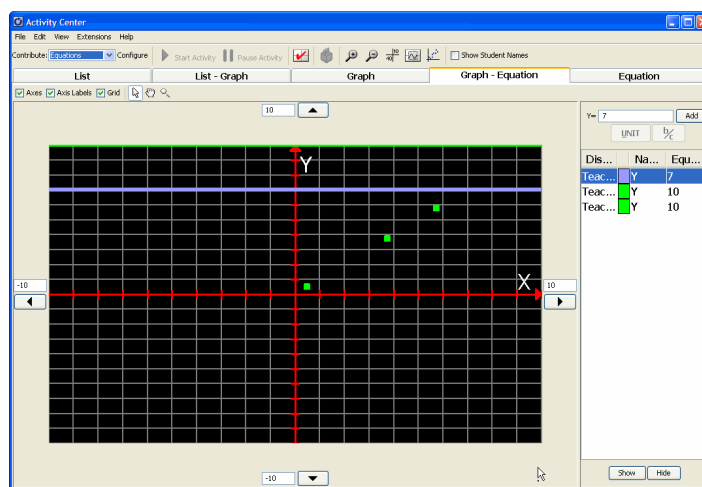 Activity Center
File Edit View Extensions Help
Contribute: Equations Configure Start Activity Pause Activity Show Student Names
List List - Graph Graph Graph - Equation Equation
Axes Axis Labels Grid
10
Y= 7 Add
UNIT b/c
Dis... Na... Equ...
Teac... Y 7
Teac... Y 10
Teac... Y 10
Y
X
-10
10
-10
Show Hide